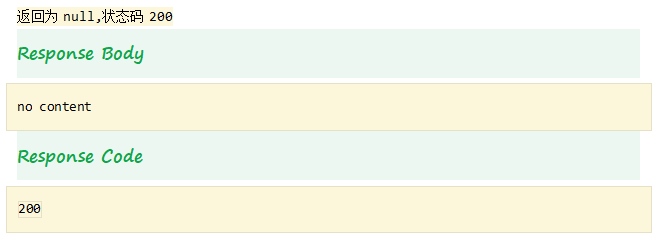 返回为 null,状态码 200
Response Body
no content
Response Code
200